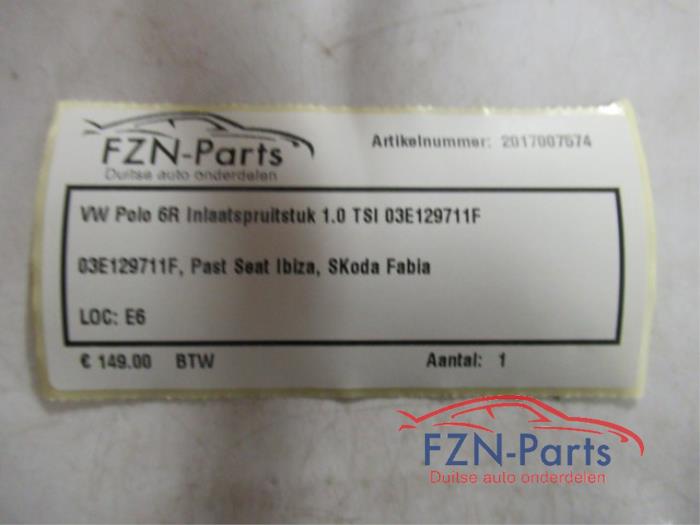 FZN-Parts
Duitse auto onderdelen
Artikelnummer: 2017007574
VW Polo 6R Inlaatspruitstuk 1.0 TSI 03E129711F
03E129711F, Past Seat Ibiza, SKoda Fabia
LOC: E6
€ 149.00 BTW
Aantal: 1
FZN-Parts
Duitse auto onderdelen